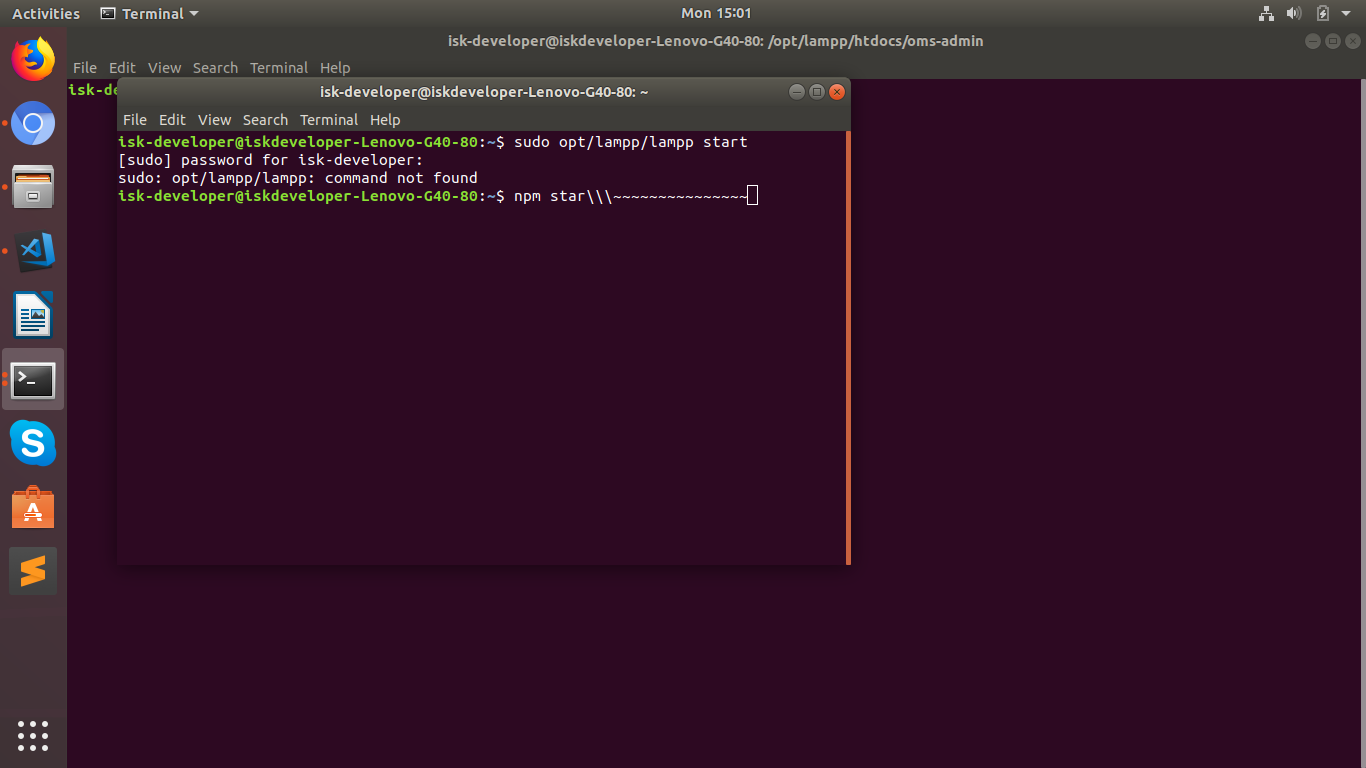 Activities Terminal Mon 15:01
isk-developer@iskdeveloper-Lenovo-G40-80: /opt/lampp/htdocs/oms-admin
File Edit View Search Terminal Help
isk-de
isk-developer@iskdeveloper-Lenovo-G40-80: ~
File Edit View Search Terminal Help
isk-developer@iskdeveloper-Lenovo-G40-80:~$ sudo opt/lampp/lampp start
[sudo] password for isk-developer:
sudo: opt/lampp/lampp: command not found
isk-developer@iskdeveloper-Lenovo-G40-80:~$ npm star\\\~~~~~~~~~~~~~~~